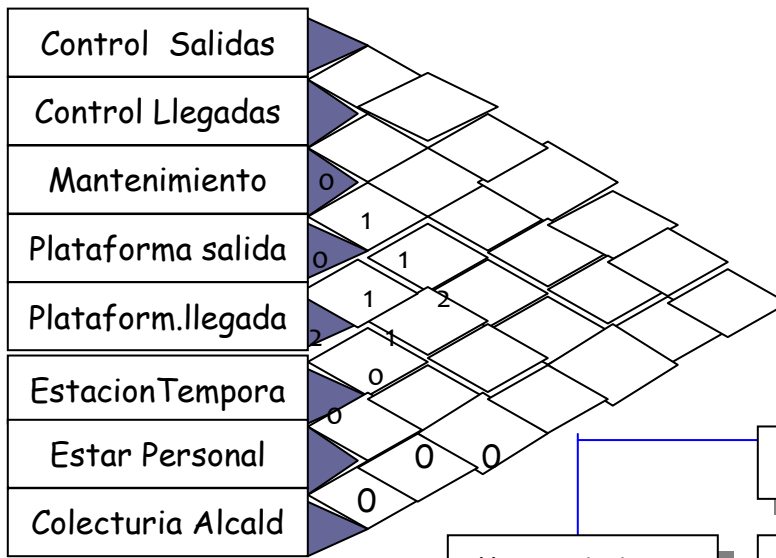 Control Salidas
Control Llegadas
Mantenimiento
0
1
Plataforma salida
0
1
1
2
Plataform.llegada
2
1
0
EstacionTempora
0
Estar Personal
0
0
0
Colecturia Alcald